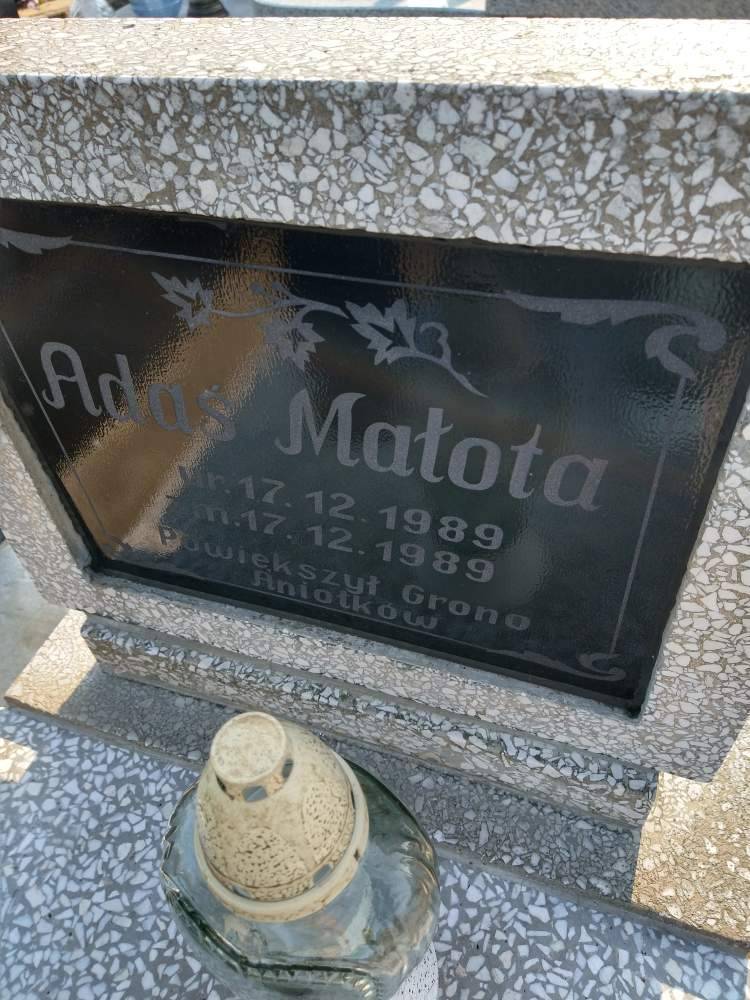 Adaś Małota
Ur. 17. 12. 1989
Zm. 17. 12. 1989
Powiększył Grono
Aniołków